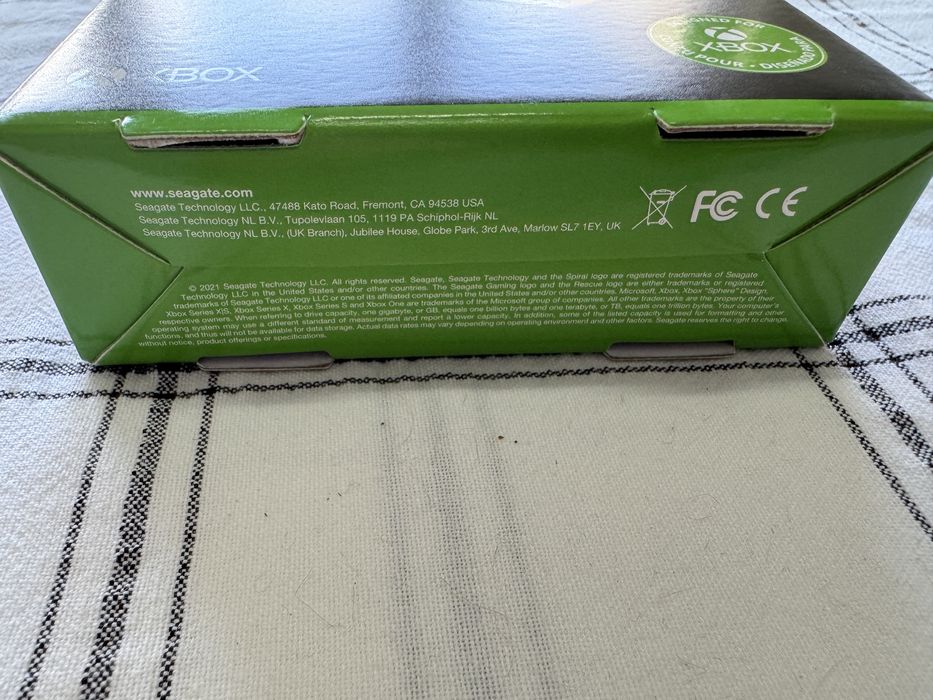 XBOX
DESIGNED FOR
XBOX
CONÇU POUR • DISEÑADO PARA
www.seagate.com
Seagate Technology LLC., 47488 Kato Road, Fremont, CA 94538 USA
Seagate Technology NL B.V., Tupolevlaan 105, 1119 PA Schiphol-Rijk NL
Seagate Technology NL B.V., (UK Branch), Jubilee House, Globe Park, 3rd Ave, Marlow SL7 1EY, UK
FC CE
© 2021 Seagate Technology LLC. All rights reserved. Seagate, Seagate Technology and the Spiral logo are registered trademarks of Seagate
Technology LLC in the United States and/or other countries. The Seagate Gaming logo and the Rescue logo are either trademarks or registered
trademarks of Seagate Technology LLC or one of its affiliated companies in the United States and/or other countries. Microsoft, Xbox, Xbox "Sphere" Design,
Xbox Series X|S, Xbox Series X, Xbox Series S and Xbox One are trademarks of the Microsoft group of companies. All other trademarks are the property of their
respective owners. When referring to drive capacity, one gigabyte, or GB, equals one billion bytes and one terabyte, or TB, equals one trillion bytes. Your computer's
operating system may use a different standard of measurement and report a lower capacity. In addition, some of the listed capacity is used for formatting and other
functions, and thus will not be available for data storage. Actual data rates may vary depending on operating environment and other factors. Seagate reserves the right to change,
without notice, product offerings or specifications.